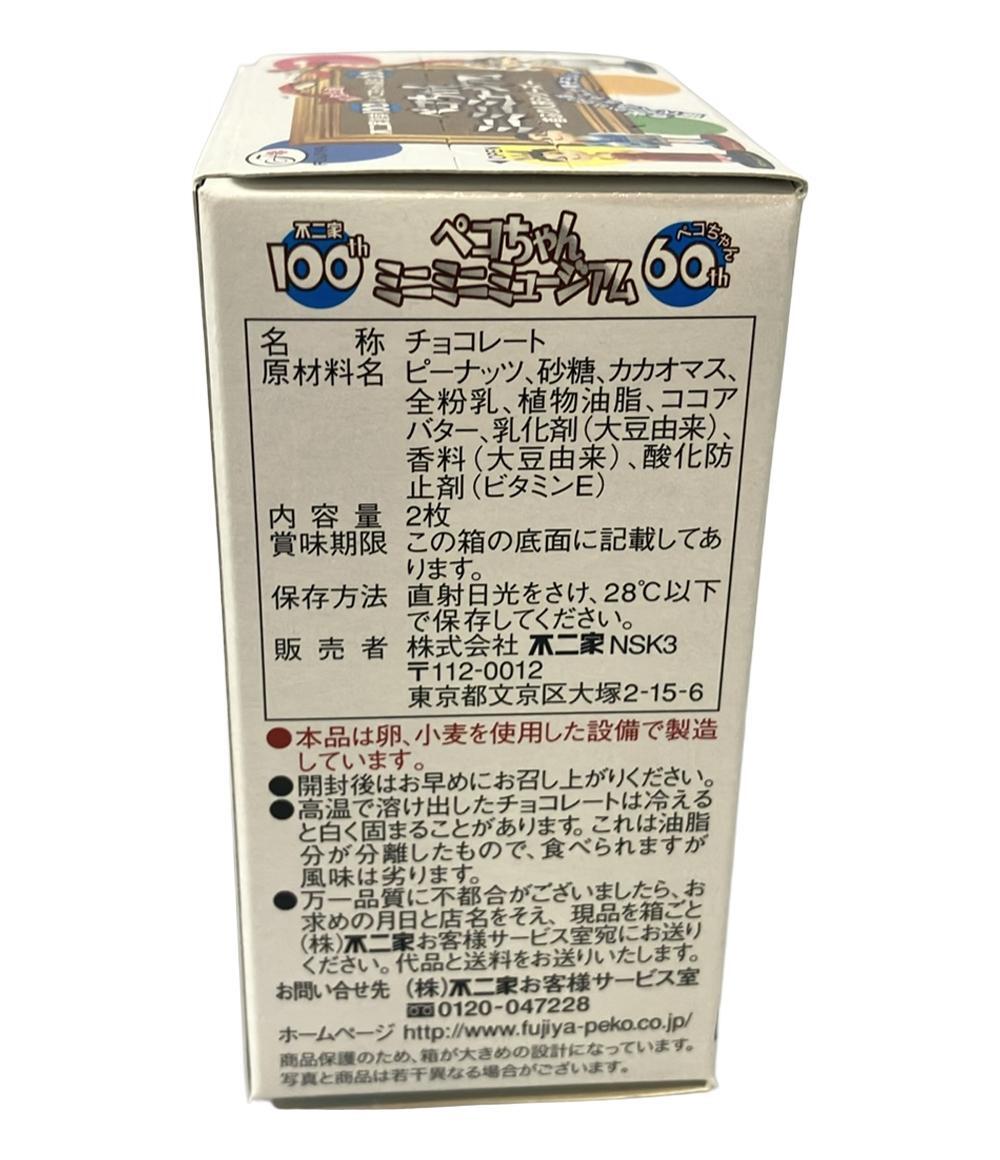 不二家
100th
ペコちゃん
ミニミニミュージアム
ペコちゃん
60th
名称 チョコレート
原材料名 ピーナッツ、砂糖、カカオマス、
全粉乳、植物油脂、ココア
バター、乳化剤(大豆由来)、
香料(大豆由来)、酸化防
止剤(ビタミンE)
内容量 2枚
賞味期限 この箱の底面に記載してあ
ります。
保存方法 直射日光をさけ、28℃以下
で保存してください。
販売者 株式会社 不二家 NSK3
〒112-0012
東京都文京区大塚2-15-6
●本品は卵、小麦を使用した設備で製造
しています。
●開封後はお早めにお召し上がりください。
●高温で溶け出したチョコレートは冷える
と白く固まることがあります。これは油脂
分が分離したもので、食べられますが
風味は劣ります。
●万一品質に不都合がございましたら、お
求めの月日と店名をそえ、現品を箱ごと
(株)不二家お客様サービス室宛にお送り
ください。代品と送料をお送りいたします。
お問い合せ先 (株)不二家お客様サービス室
0120-047228
ホームページ http://www.fujiya-peko.co.jp/
商品保護のため、箱が大きめの設計になっています。
写真と商品は若干異なる場合がございます。